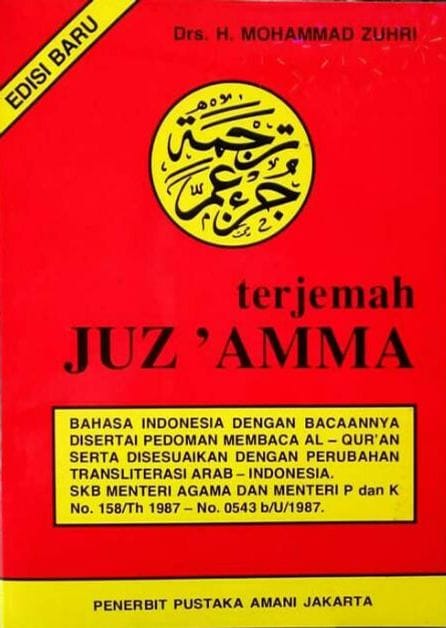 EDISI BARU
Drs. H. MOHAMMAD ZUHRI
ترجمة
جزء عم
terjemah
JUZ ’AMMA
BAHASA INDONESIA DENGAN BACAANNYA
DISERTAI PEDOMAN MEMBACA AL – QUR'AN
SERTA DISESUAIKAN DENGAN PERUBAHAN
TRANSLITERASI ARAB – INDONESIA.
SKB MENTERI AGAMA DAN MENTERI P dan K
No. 158/Th 1987 – No. 0543 b/U/1987.
PENERBIT PUSTAKA AMANI JAKARTA